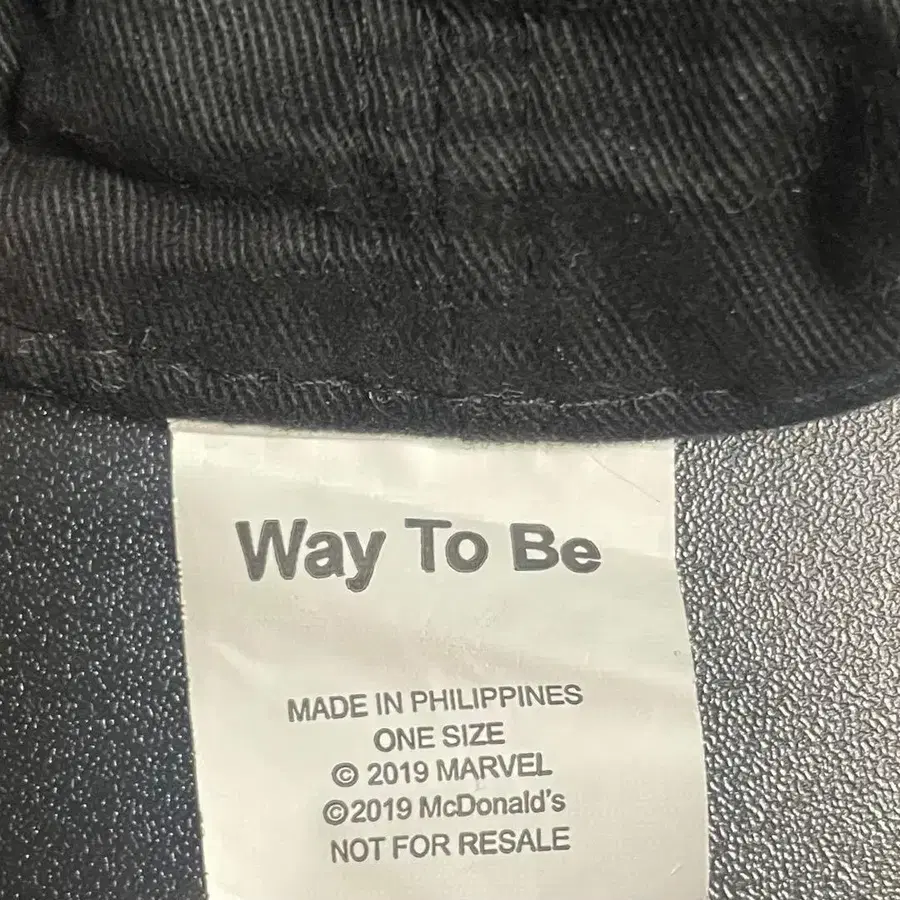 Way To Be
MADE IN PHILIPPINES
ONE SIZE
© 2019 MARVEL
©2019 McDonald's
NOT FOR RESALE